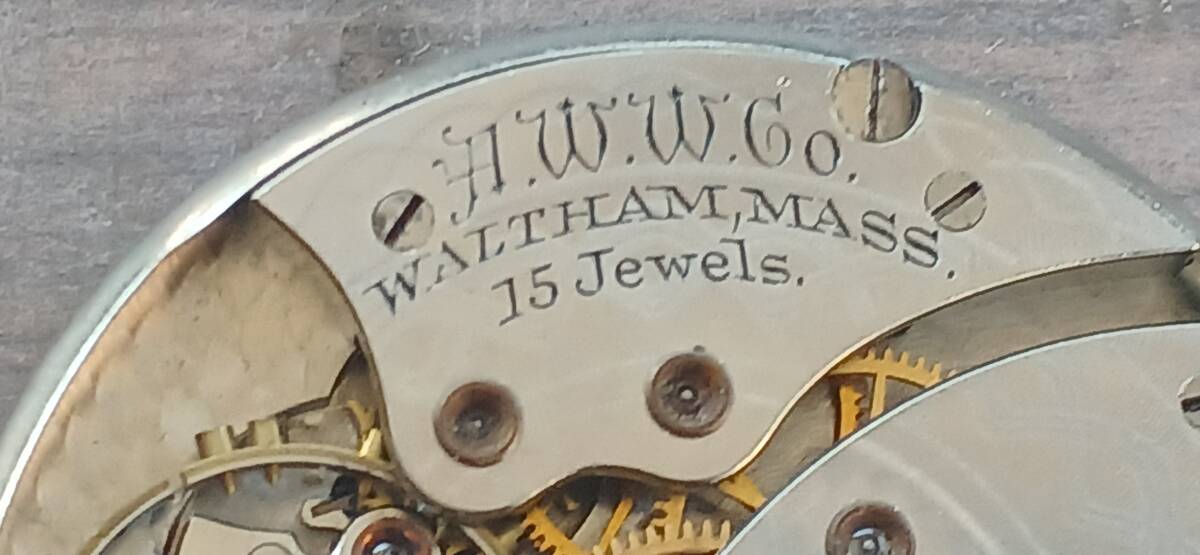 A.W.W.Co.
WALTHAM, MASS.
15 Jewels.